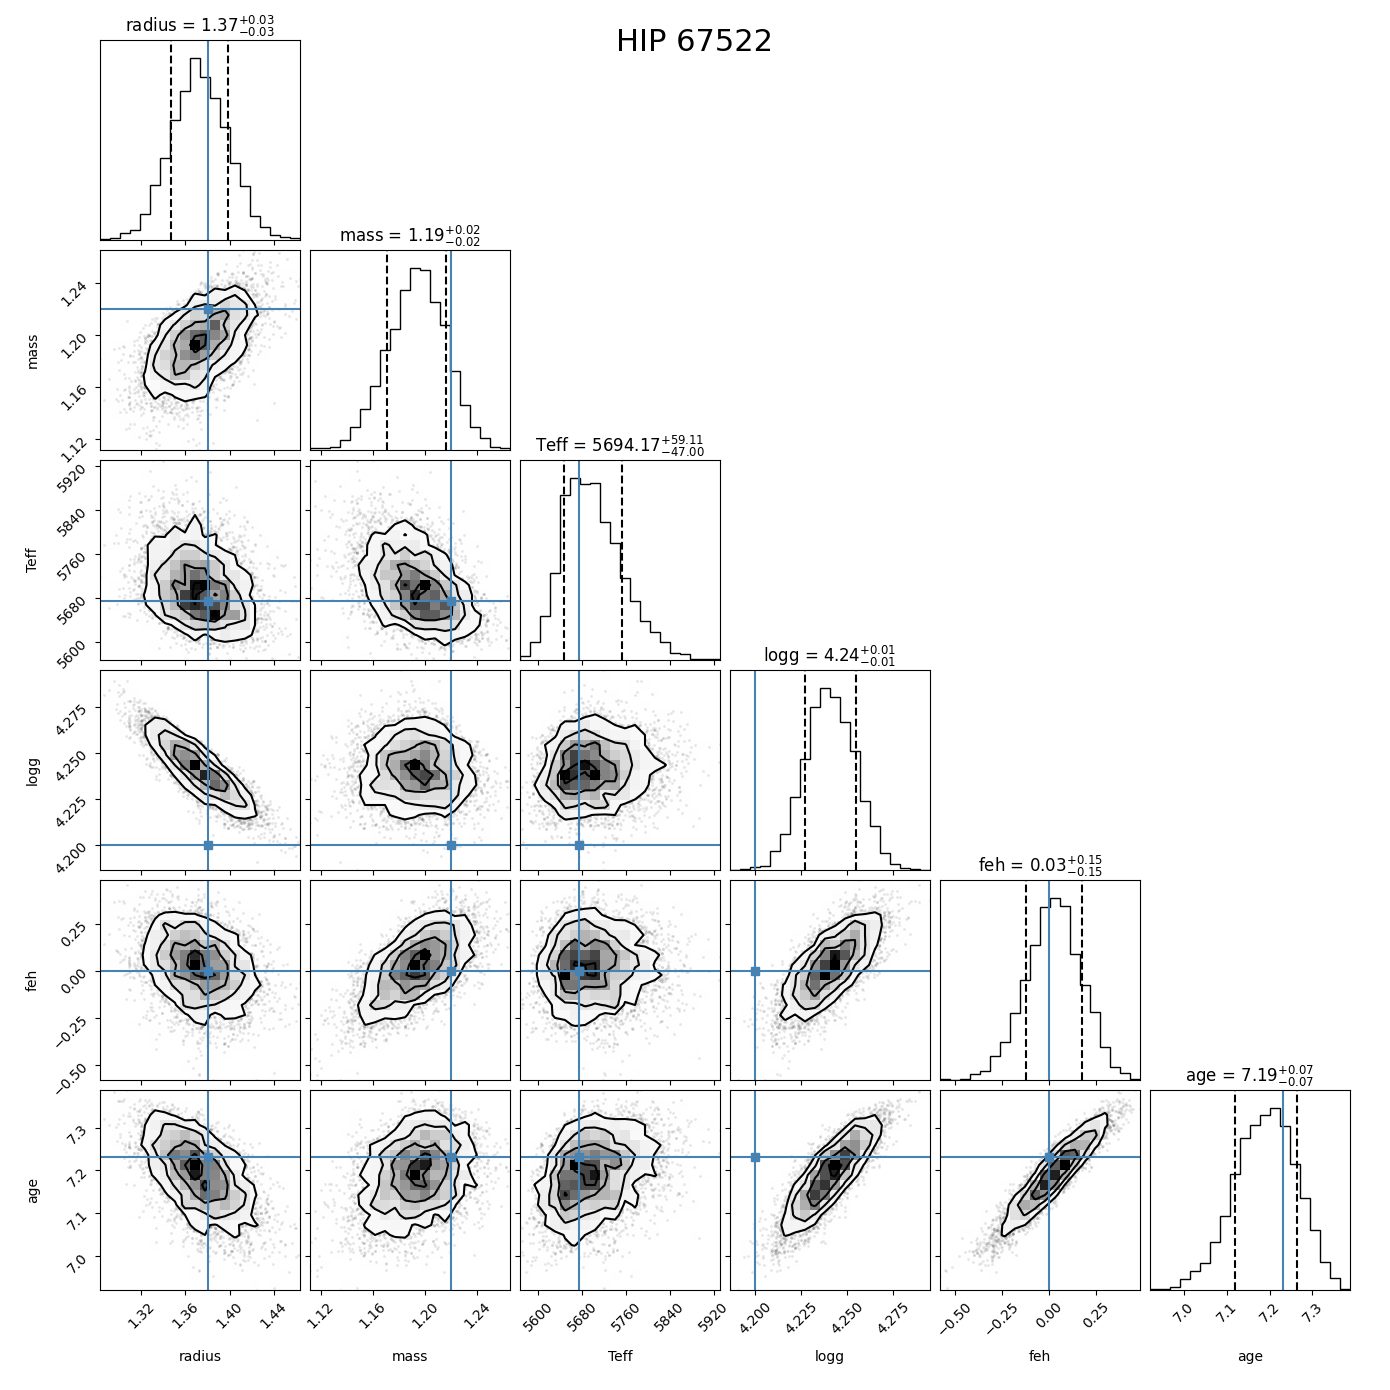 HIP 67522
radius = 1.37 +0.03 −0.03
mass = 1.19 +0.02 −0.02
mass
1.24
1.20
1.16
1.12
Teff = 5694.17 +59.11 −47.00
Teff
5920
5840
5760
5680
5600
logg = 4.24 +0.01 −0.01
logg
4.275
4.250
4.225
4.200
feh = 0.03 +0.15 −0.15
feh
0.25
0.00
−0.25
−0.50
age = 7.19 +0.07 −0.07
age
7.3
7.2
7.1
7.0
1.32 1.36 1.40 1.44 1.12 1.16 1.20 1.24 5600 5680 5760 5840 5920 4.200 4.225 4.250 4.275 −0.50 −0.25 0.00 0.25 7.0 7.1 7.2 7.3
radius mass Teff logg feh age